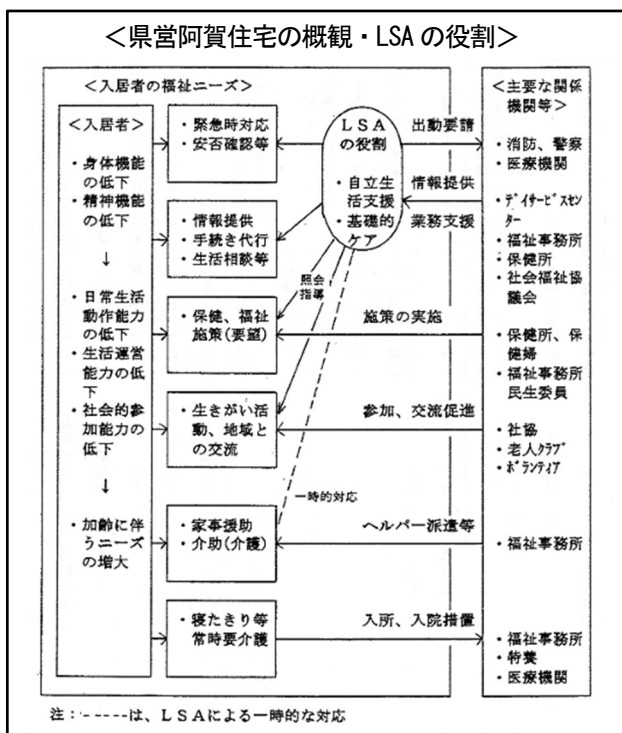 <県営阿賀住宅の概観・LSAの役割>
<入居者の福祉ニーズ>
<入居者>
・身体機能
の低下
・精神機能
の低下
↓
・日常生活
動作能力
の低下
・生活運営
能力の低
下
・社会的参
加能力の
低下
↓
・加齢に伴
うニーズ
の増大
・緊急時対応
・安否確認等
・情報提供
・手続き代行
・生活相談等
・保健、福祉
施策(要望)
・生きがい活
動、地域と
の交流
・家事援助
・介助(介護)
・寝たきり等
常時要介護
LSA
の役割
・自立生
活支援
・基礎的
ケア
照会
指導
一時的対応
出動要請
情報提供
業務支援
施策の実施
参加、交流促進
ヘルパー派遣等
入所、入院措置
<主要な関係
機関等>
・消防、警察
・医療機関
・デイサービスセン
ター
・福祉事務所
・保健所
・社会福祉協
議会
・保健所、保
健婦
・福祉事務所
民生委員
・社協
・老人クラブ
・ボランティア
・福祉事務所
・福祉事務所
・特養
・医療機関
注:-----は、LSAによる一時的な対応